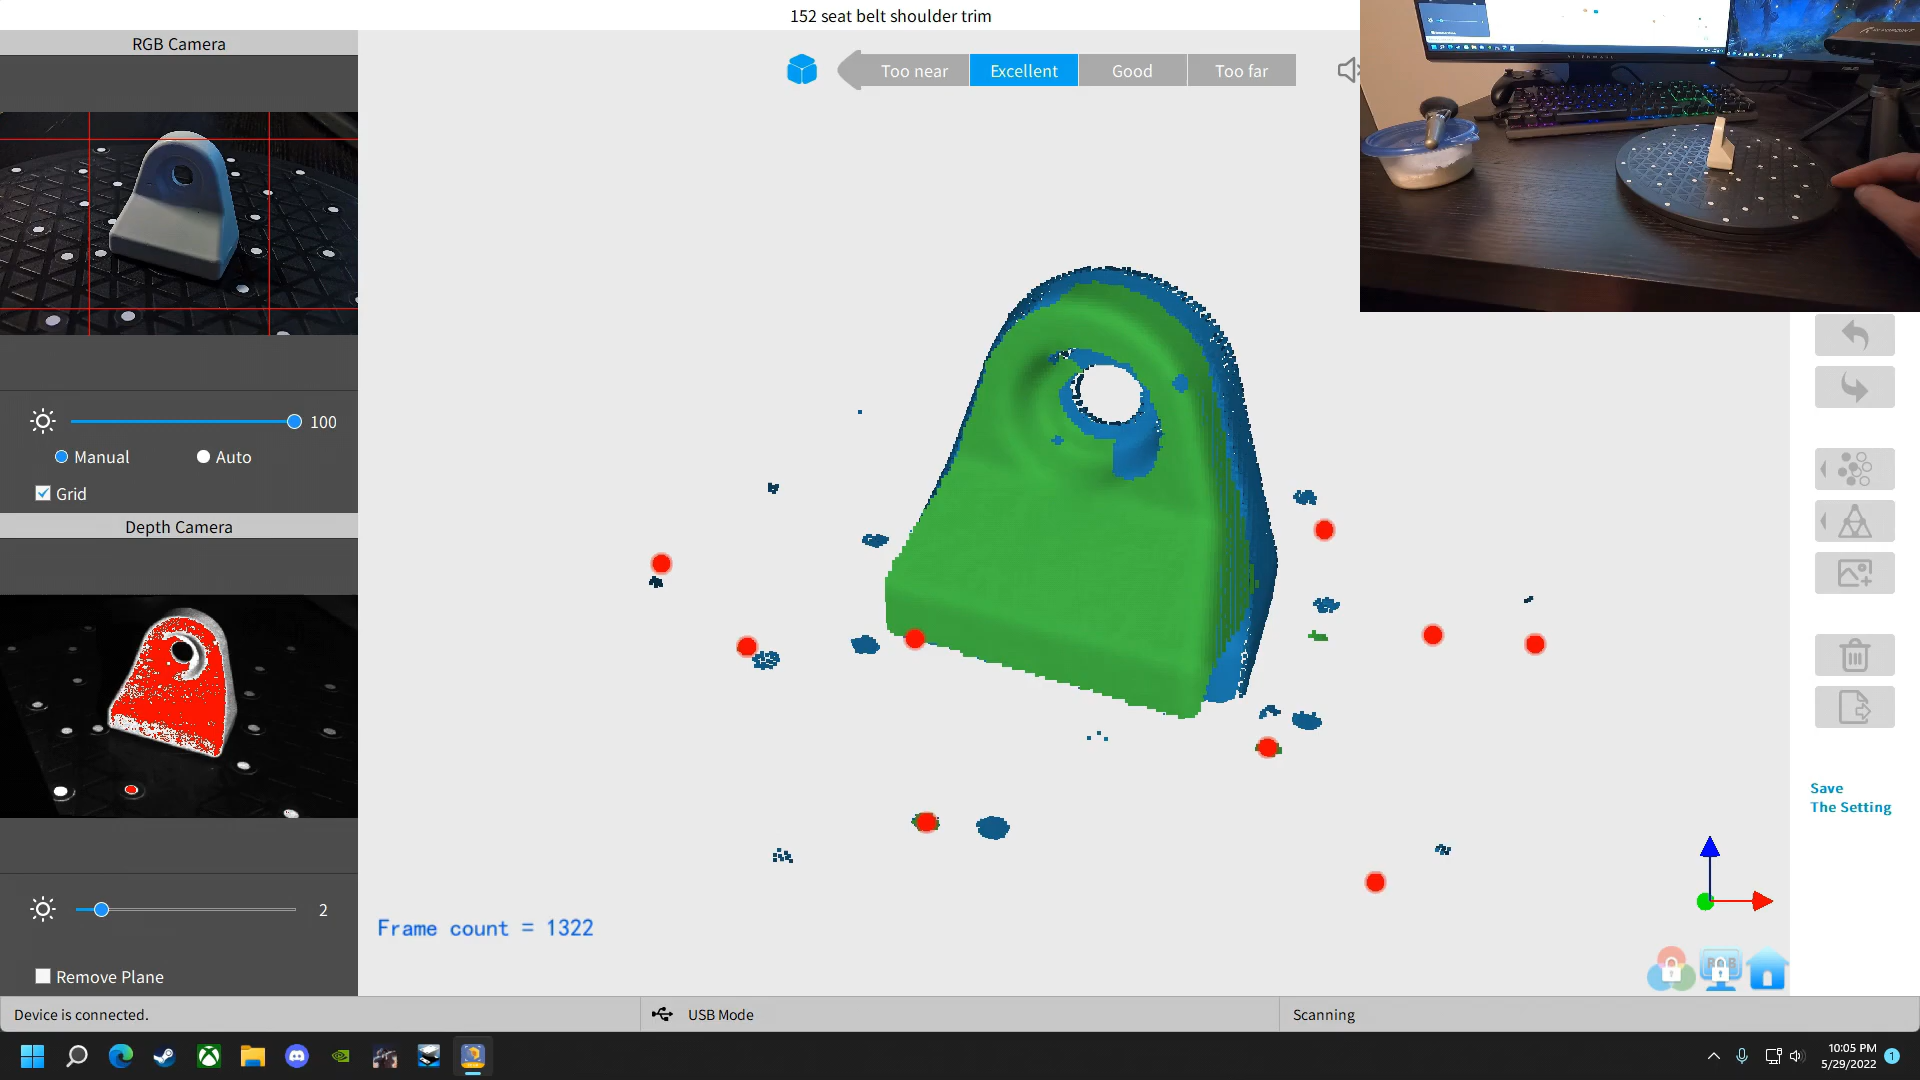 152 seat belt shoulder trim
RGB Camera
Too near
Excellent
Good
Too far
100
Manual
Auto
Grid
Depth Camera
2
Remove Plane
Frame count = 1322
Save
The Setting
RGB
Device is connected.
USB Mode
Scanning
10:05 PM
5/29/2022
1